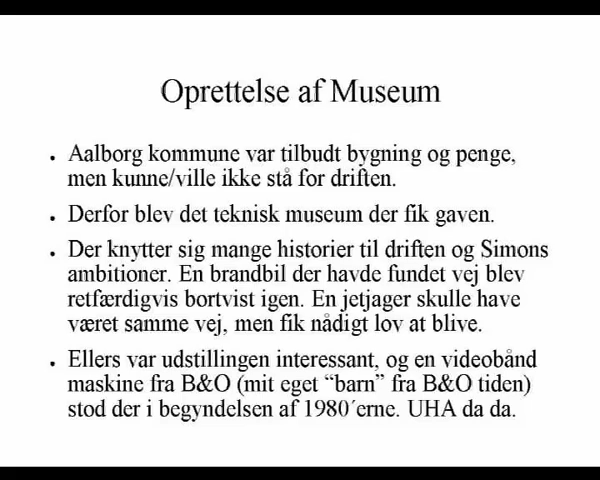 Oprettelse af Museum
• Aalborg kommune var tilbudt bygning og penge,
men kunne/ville ikke stå for driften.
• Derfor blev det teknisk museum der fik gaven.
• Der knytter sig mange historier til driften og Simons
ambitioner. En brandbil der havde fundet vej blev
retfærdigvis bortvist igen. En jetjager skulle have
været samme vej, men fik nådigt lov at blive.
• Ellers var udstillingen interessant, og en videobånd
maskine fra B&O (mit eget “barn” fra B&O tiden)
stod der i begyndelsen af 1980´erne. UHA da da.